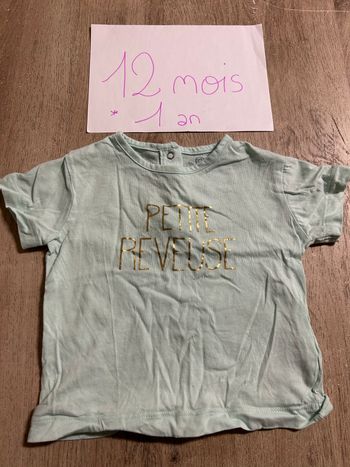 12 mois
* 1 an
PETITE
REVEUSE